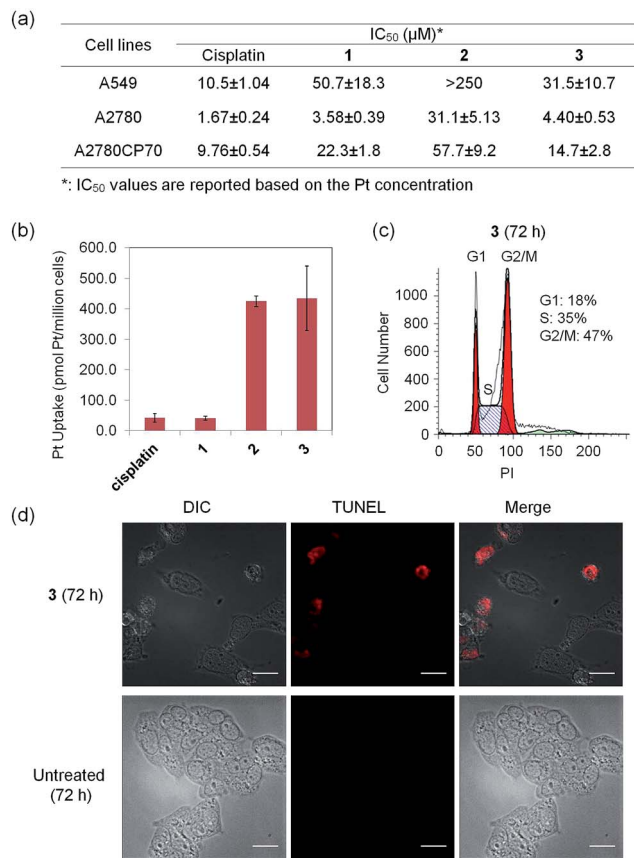 (a)
Cell lines IC50 (µM)*
Cisplatin 1 2 3
A549 10.5±1.04 50.7±18.3 >250 31.5±10.7
A2780 1.67±0.24 3.58±0.39 31.1±5.13 4.40±0.53
A2780CP70 9.76±0.54 22.3±1.8 57.7±9.2 14.7±2.8
*: IC50 values are reported based on the Pt concentration
(b)
Pt Uptake (pmol Pt/million cells)
600.0
500.0
400.0
300.0
200.0
100.0
0.0
cisplatin 1 2 3
(c) 3 (72 h)
G1 G2/M
G1: 18%
S: 35%
G2/M: 47%
S
Cell Number
1000
800
600
400
200
0
0 50 100 150 200
PI
(d)
DIC TUNEL Merge
3 (72 h)
Untreated
(72 h)